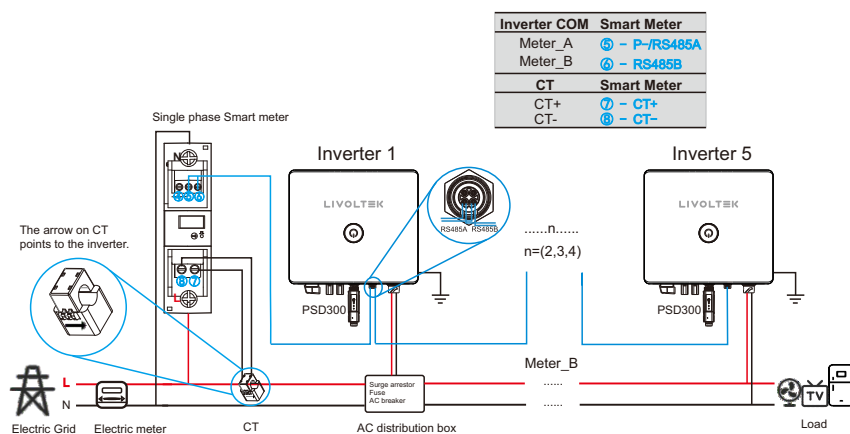 Inverter COM Smart Meter
Meter_A ⑤ – P-/RS485A
Meter_B ⑥ – RS485B
CT Smart Meter
CT+ ⑦ – CT+
CT- ⑧ – CT–
Single phase Smart meter
N
Inverter 1
Inverter 5
LIVOLTEK
LIVOLTEK
RS485A RS485B
......n......
n=(2,3,4)
The arrow on CT
points to the inverter.
⑧ ⑦
L
PSD300
PSD300
Meter_B
L
N
......
......
Surge arrestor
Fuse
AC breaker
TV
Electric Grid
Electric meter
CT
AC distribution box
Load